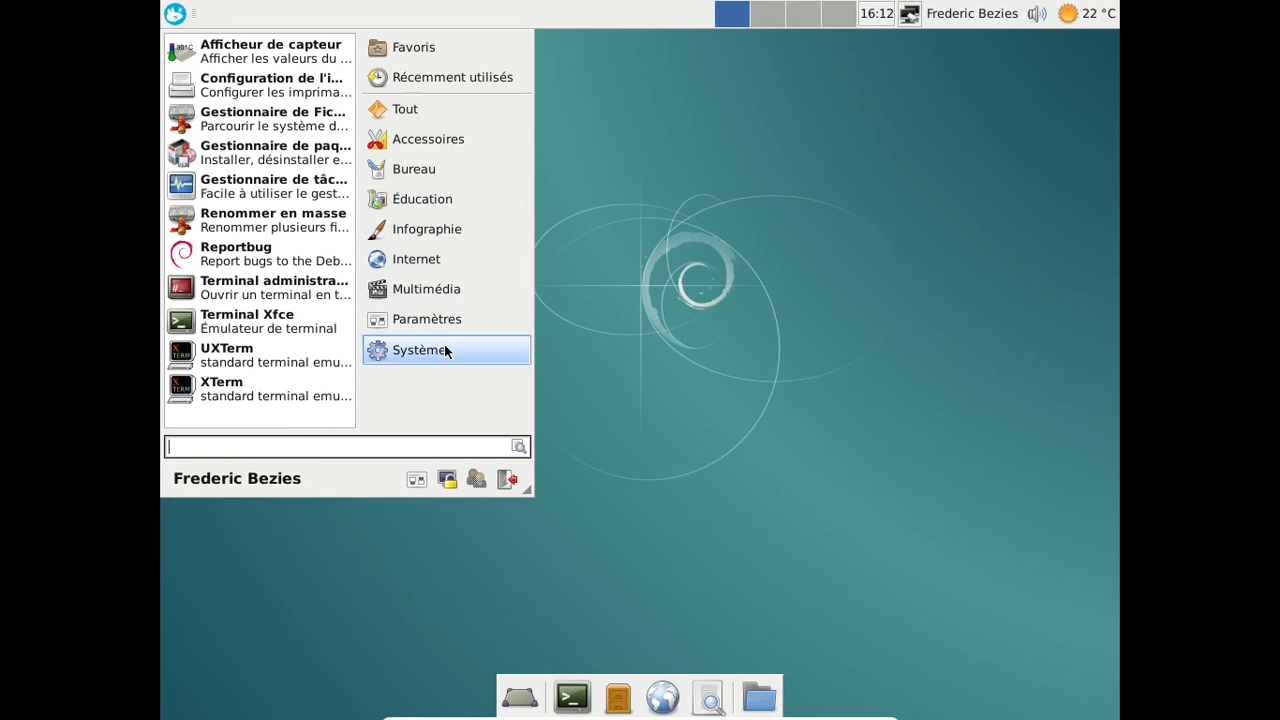 16:12 Frederic Bezies 22 °C
Afficheur de capteur
Afficher les valeurs du ...
Configuration de l'i...
Configurer les imprima...
Gestionnaire de Fic...
Parcourir le système d...
Gestionnaire de paq...
Installer, désinstaller e...
Gestionnaire de tâc...
Facile à utiliser le gest...
Renommer en masse
Renommer plusieurs fi...
Reportbug
Report bugs to the Deb...
Terminal administra...
Ouvrir un terminal en t...
Terminal Xfce
Émulateur de terminal
UXTerm
standard terminal emu...
XTerm
standard terminal emu...
Favoris
Récemment utilisés
Tout
Accessoires
Bureau
Éducation
Infographie
Internet
Multimédia
Paramètres
Système
Frederic Bezies